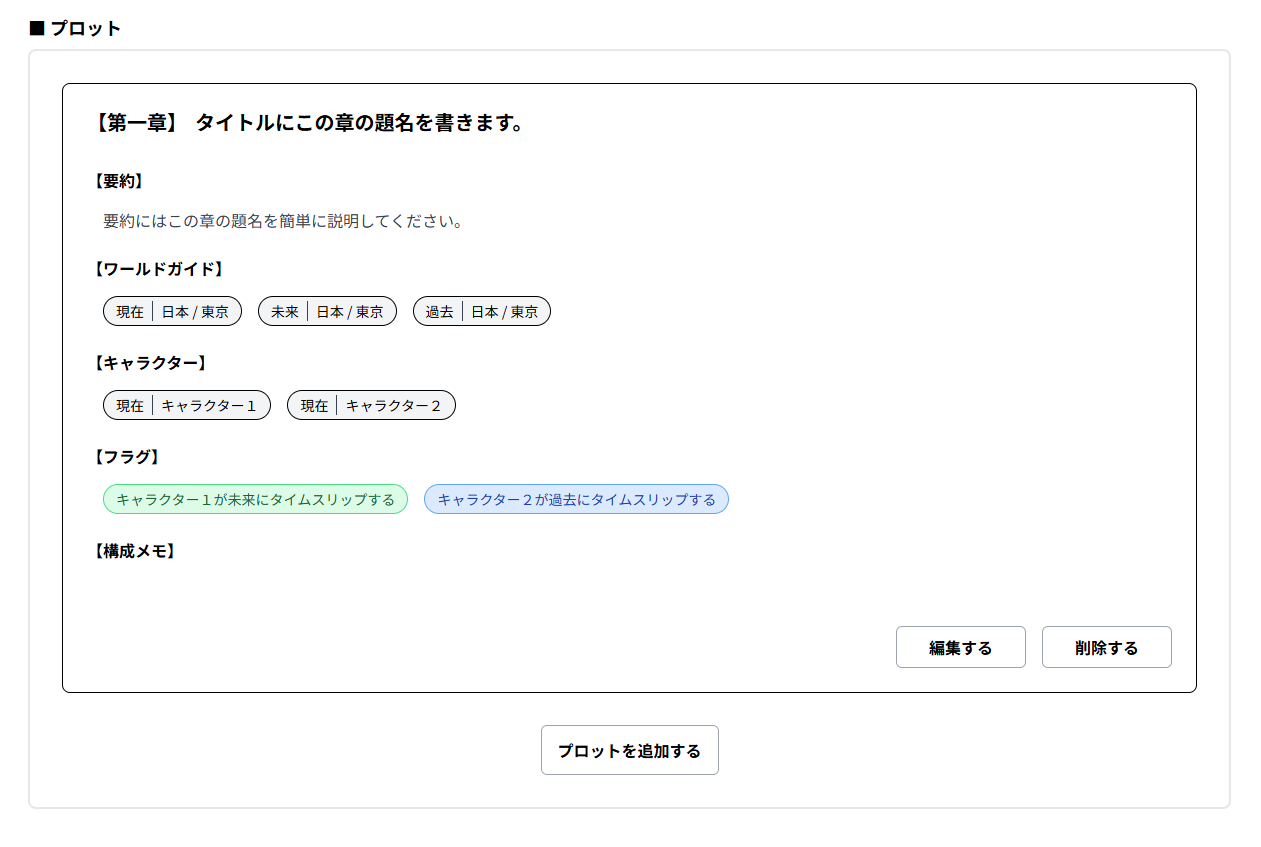 ■ プロット
【第一章】 タイトルにこの章の題名を書きます。
【要約】
要約にはこの章の題名を簡単に説明してください。
【ワールドガイド】
現在 | 日本 / 東京 未来 | 日本 / 東京 過去 | 日本 / 東京
【キャラクター】
現在 | キャラクター１ 現在 | キャラクター２
【フラグ】
キャラクター１が未来にタイムスリップする キャラクター２が過去にタイムスリップする
【構成メモ】
編集する 削除する
プロットを追加する